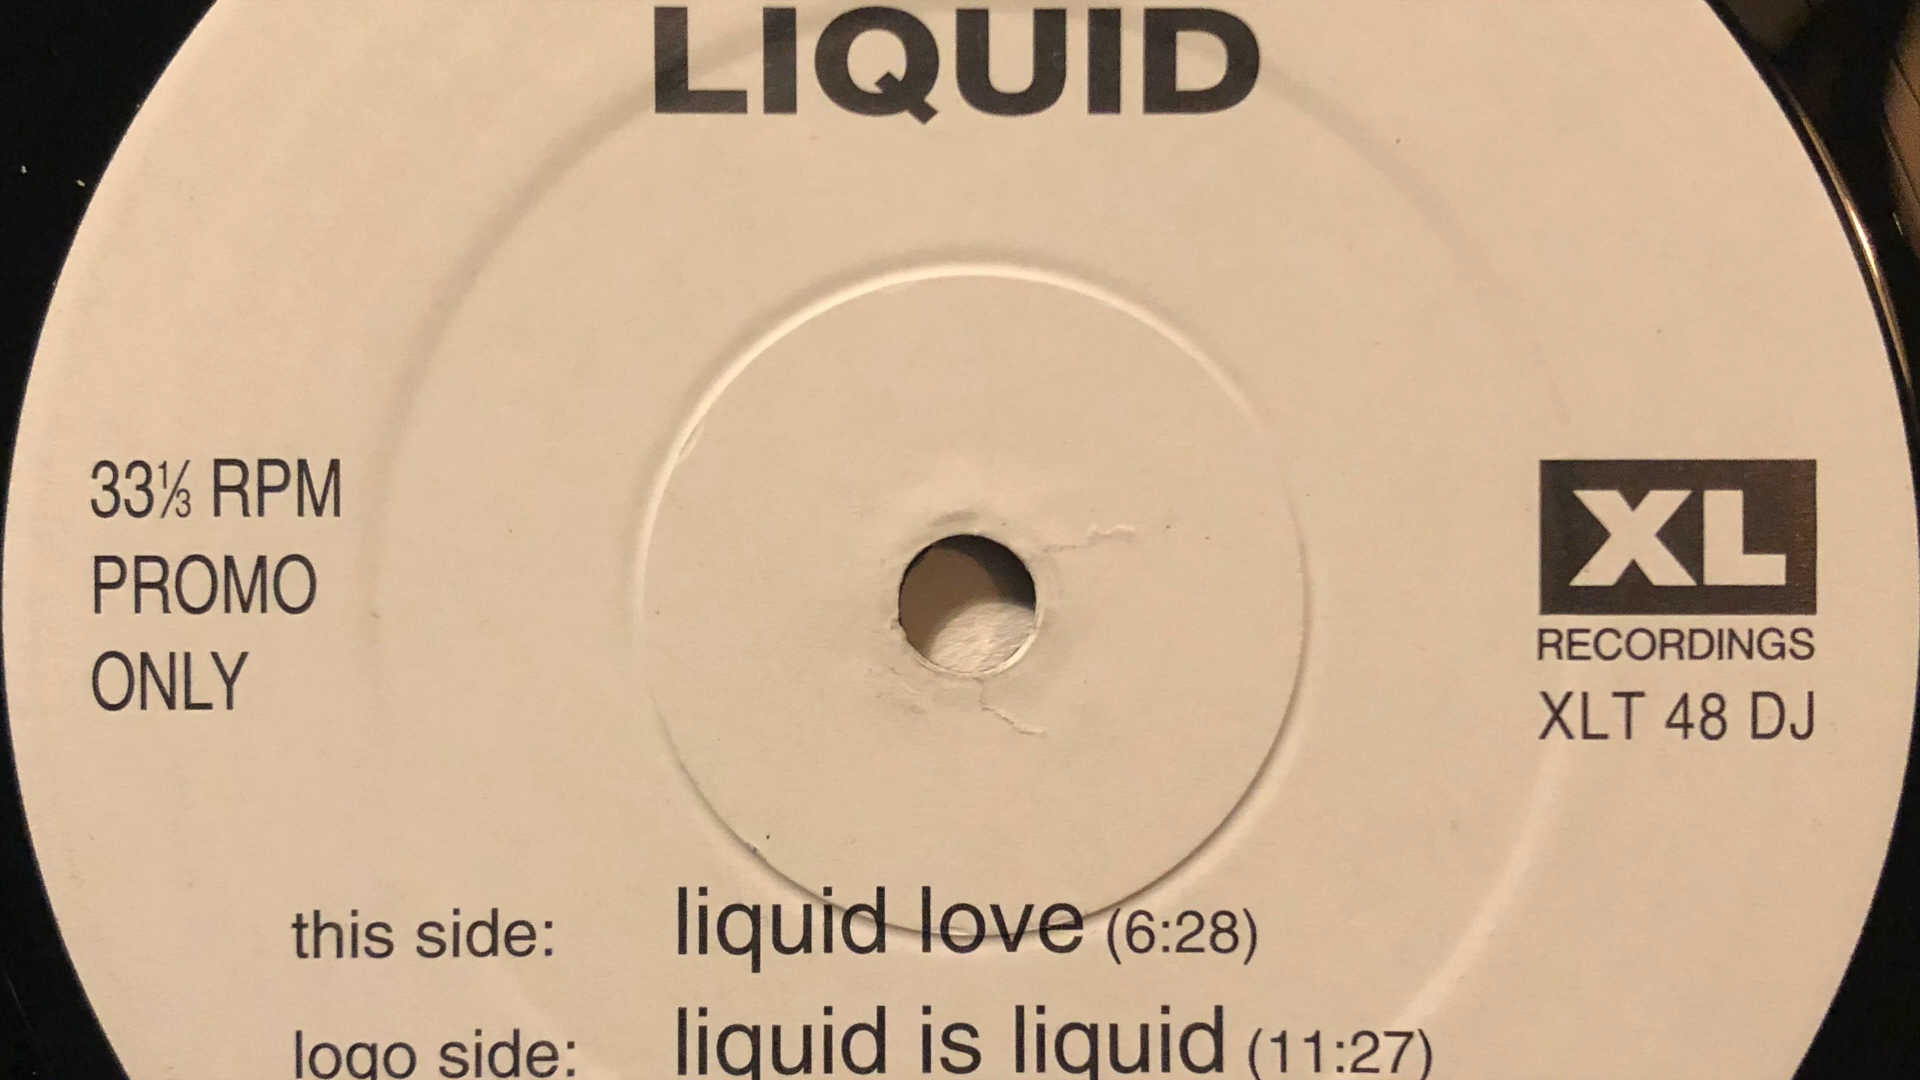 LIQUID
33⅓ RPM
PROMO
ONLY
XL
RECORDINGS
XLT 48 DJ
this side: liquid love (6:28)
logo side: liquid is liquid (11:27)